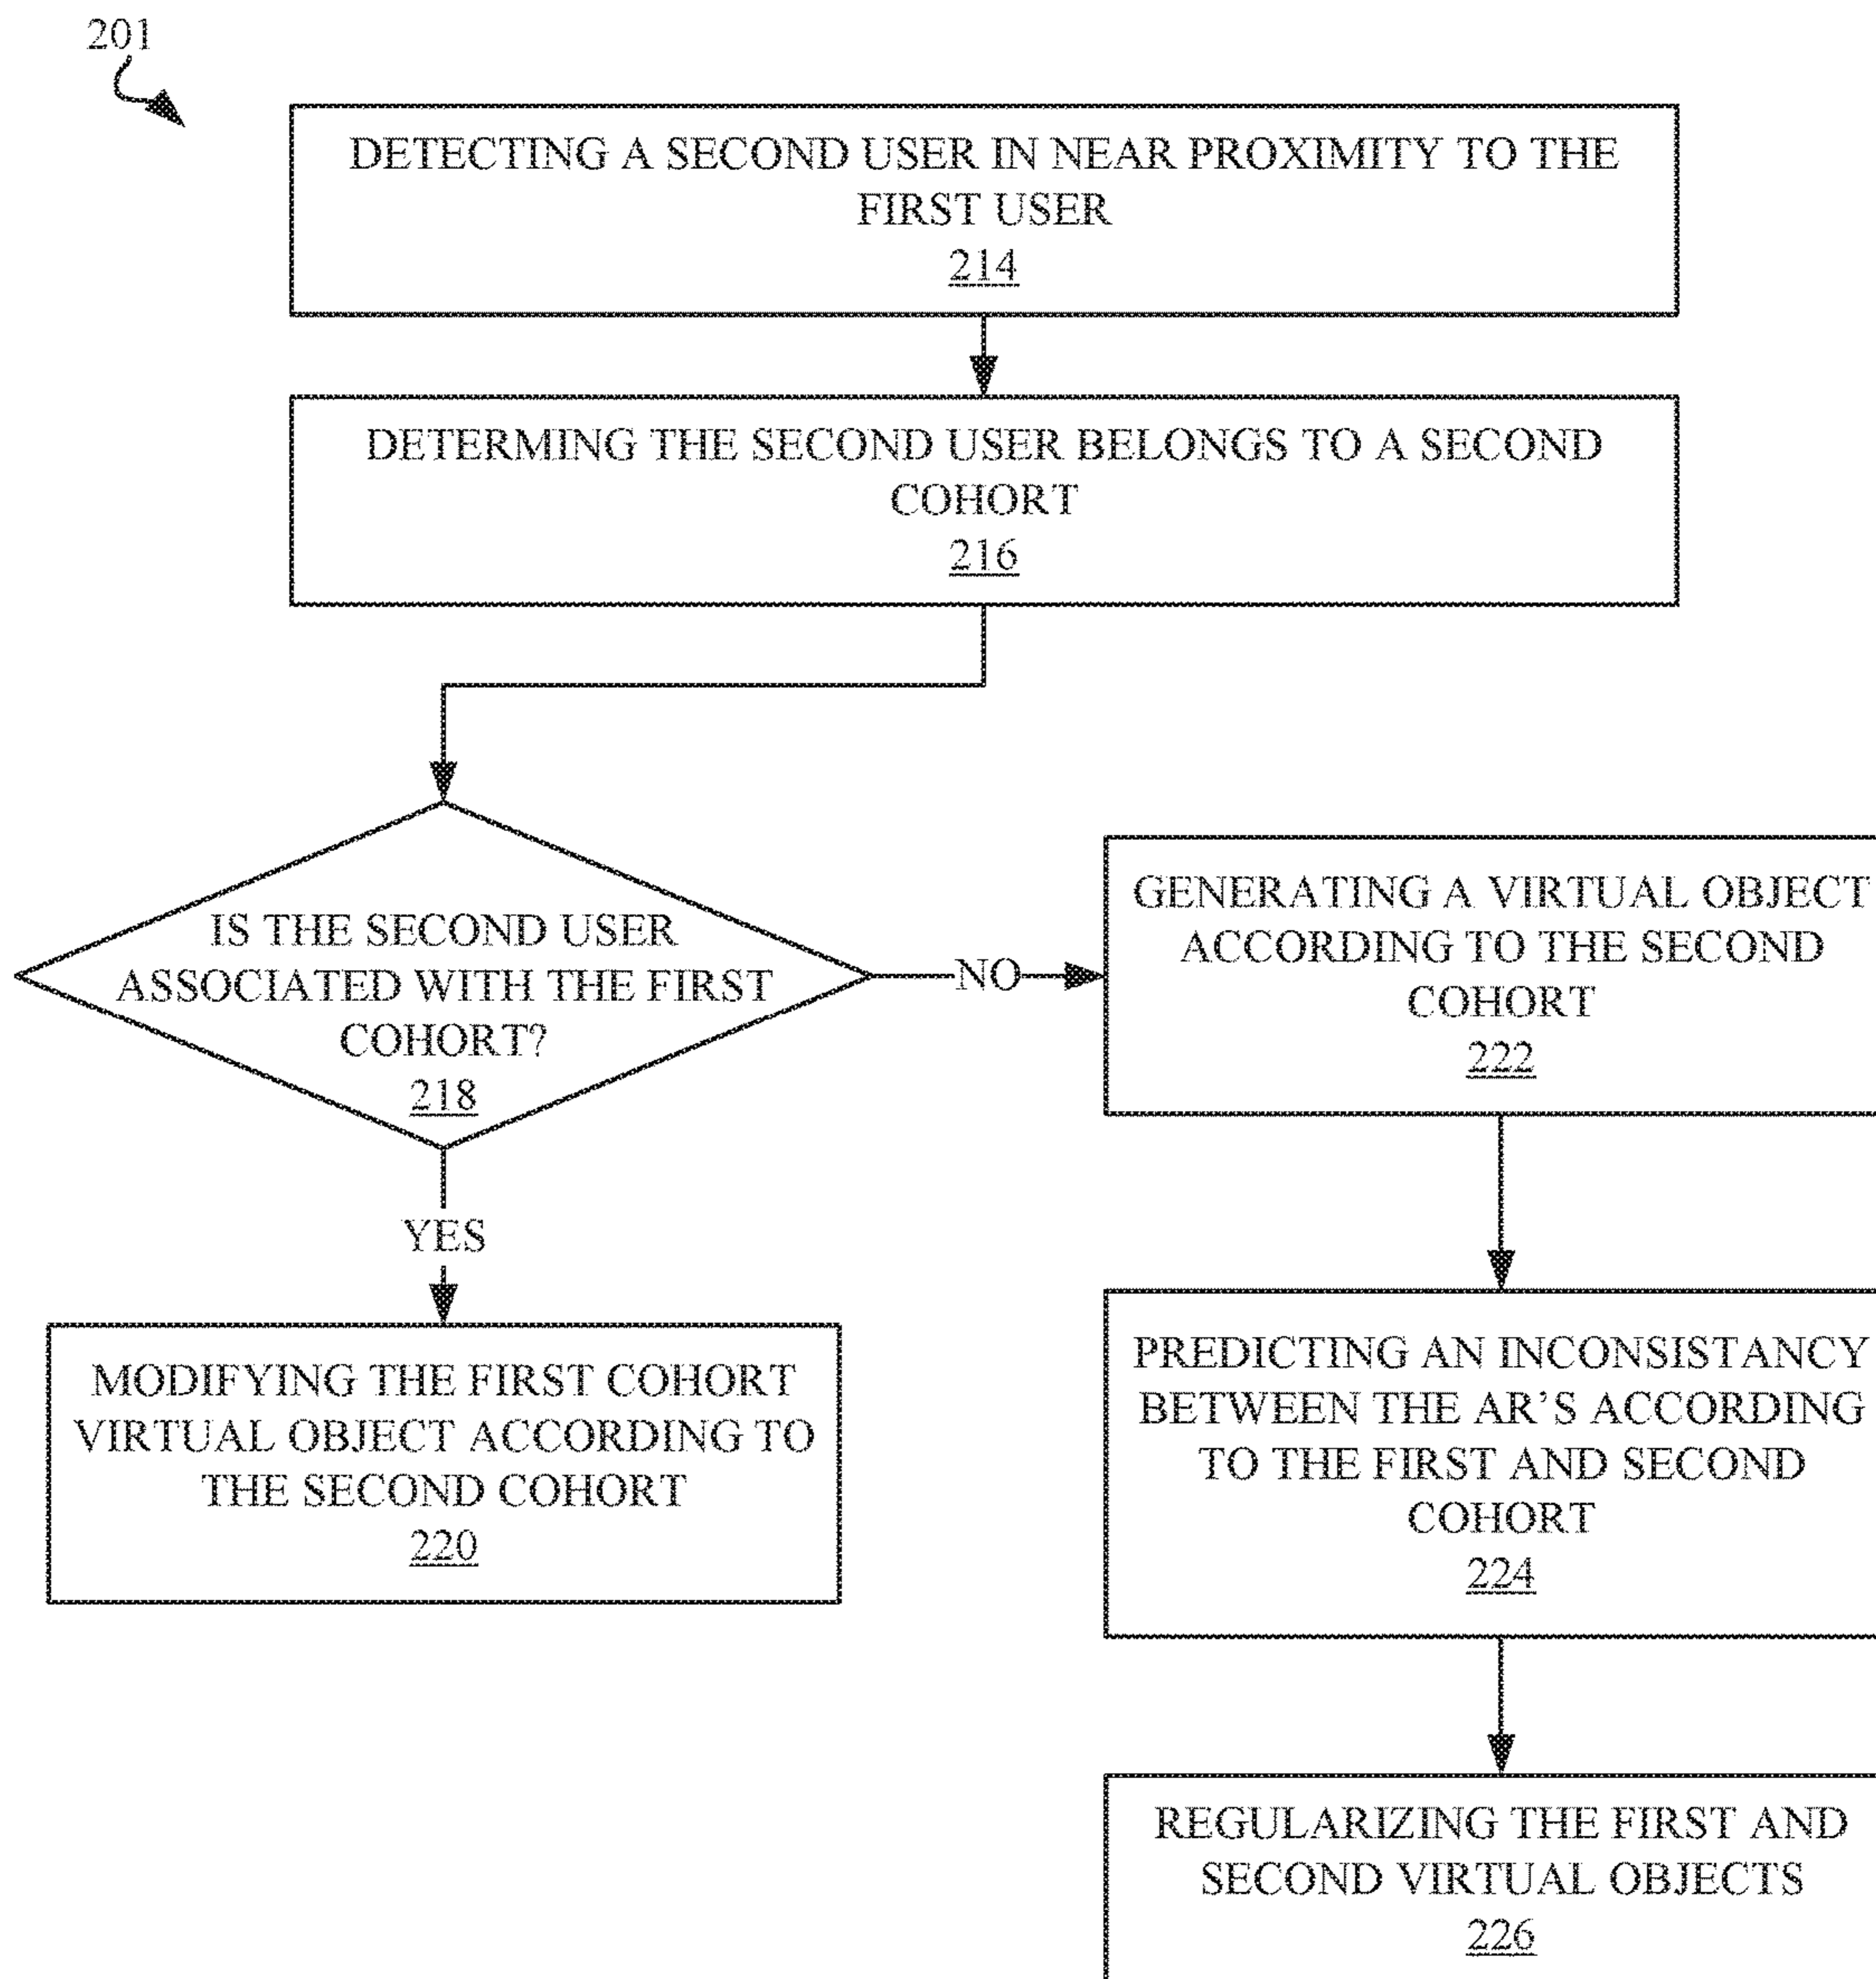 201
DETECTING A SECOND USER IN NEAR PROXIMITY TO THE
FIRST USER
214
DETERMING THE SECOND USER BELONGS TO A SECOND
COHORT
216
IS THE SECOND USER
ASSOCIATED WITH THE FIRST
COHORT?
218
NO
GENERATING A VIRTUAL OBJECT
ACCORDING TO THE SECOND
COHORT
222
YES
MODIFYING THE FIRST COHORT
VIRTUAL OBJECT ACCORDING TO
THE SECOND COHORT
220
PREDICTING AN INCONSISTANCY
BETWEEN THE AR’S ACCORDING
TO THE FIRST AND SECOND
COHORT
224
REGULARIZING THE FIRST AND
SECOND VIRTUAL OBJECTS
226